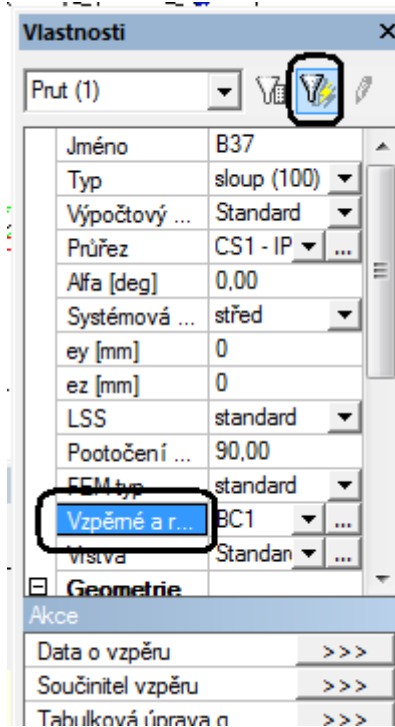 Vlastnosti
Prut (1)
Jméno B37
Typ sloup (100)
Výpočtový ... Standard
Průřez CS1 - IP ...
Alfa [deg] 0,00
Systémová ... střed
ey [mm] 0
ez [mm] 0
LSS standard
Pootočení ... 90,00
FEM typ standard
Vzpěrné a r... BC1 ...
Vrstva Standar ...
Geometrie
Akce
Data o vzpěru >>>
Součinitel vzpěru >>>
Tabulková úprava g >>>